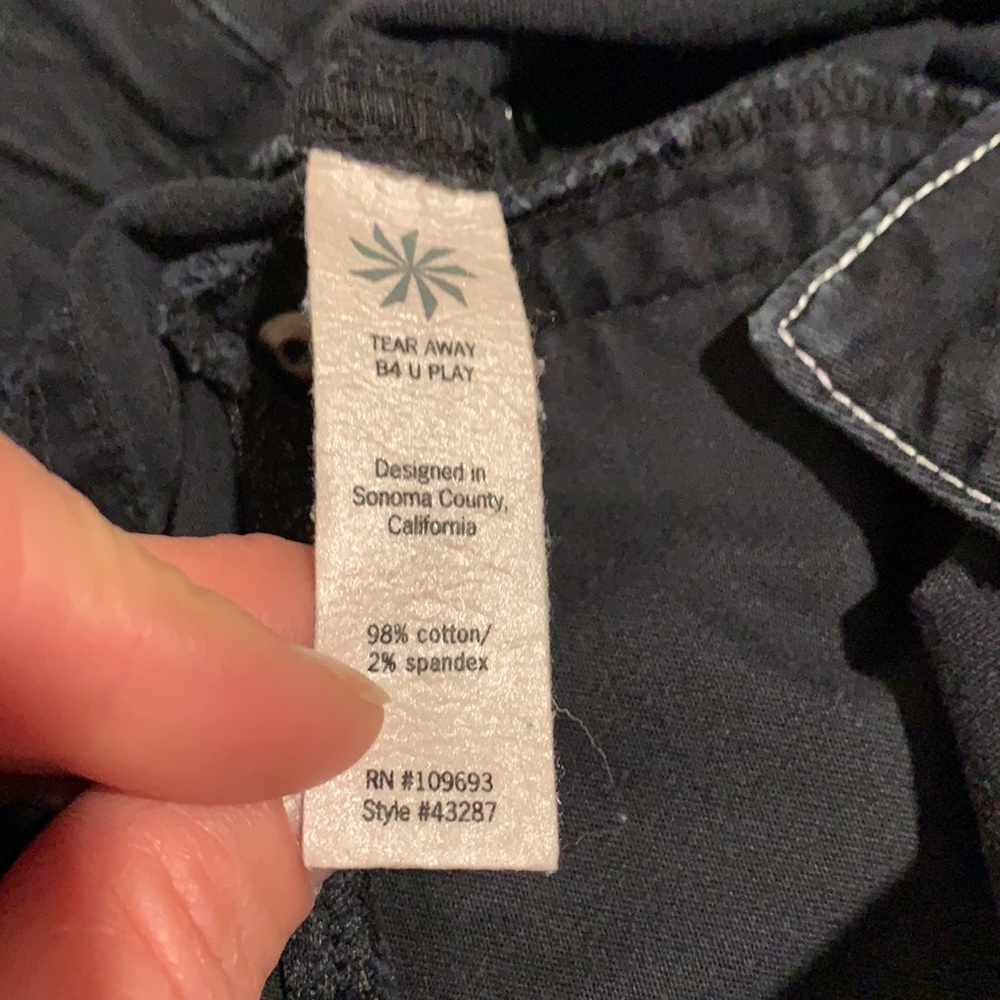 TEAR AWAY
B4 U PLAY
Designed in
Sonoma County,
California
98% cotton/
2% spandex
RN #109693
Style #43287